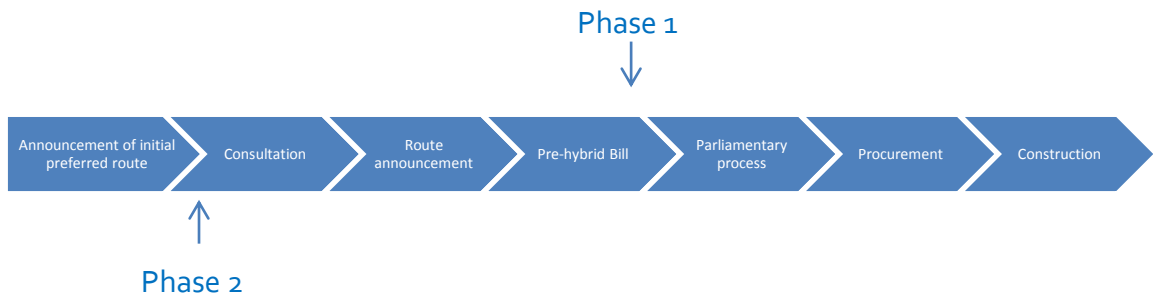 Phase 1
Announcement of initial
preferred route
Consultation
Route
announcement
Pre-hybrid Bill
Parliamentary
process
Procurement
Construction
Phase 2